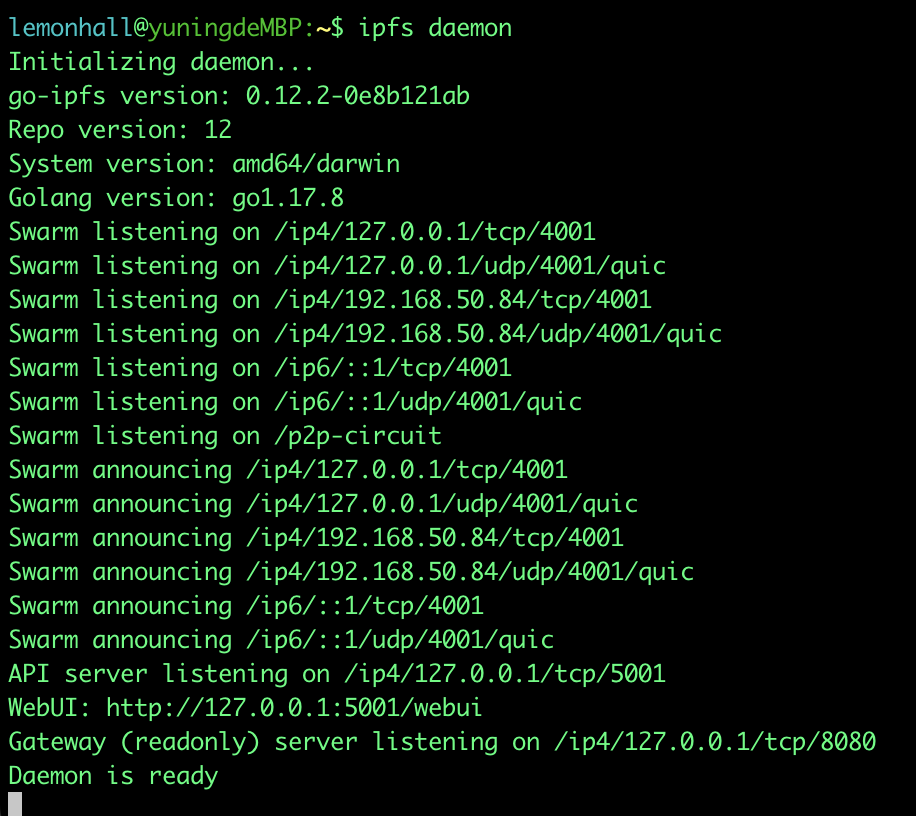 lemonhall@yuningdeMBP:~$ ipfs daemon
Initializing daemon...
go-ipfs version: 0.12.2-0e8b121ab
Repo version: 12
System version: amd64/darwin
Golang version: go1.17.8
Swarm listening on /ip4/127.0.0.1/tcp/4001
Swarm listening on /ip4/127.0.0.1/udp/4001/quic
Swarm listening on /ip4/192.168.50.84/tcp/4001
Swarm listening on /ip4/192.168.50.84/udp/4001/quic
Swarm listening on /ip6/::1/tcp/4001
Swarm listening on /ip6/::1/udp/4001/quic
Swarm listening on /p2p-circuit
Swarm announcing /ip4/127.0.0.1/tcp/4001
Swarm announcing /ip4/127.0.0.1/udp/4001/quic
Swarm announcing /ip4/192.168.50.84/tcp/4001
Swarm announcing /ip4/192.168.50.84/udp/4001/quic
Swarm announcing /ip6/::1/tcp/4001
Swarm announcing /ip6/::1/udp/4001/quic
API server listening on /ip4/127.0.0.1/tcp/5001
WebUI: http://127.0.0.1:5001/webui
Gateway (readonly) server listening on /ip4/127.0.0.1/tcp/8080
Daemon is ready